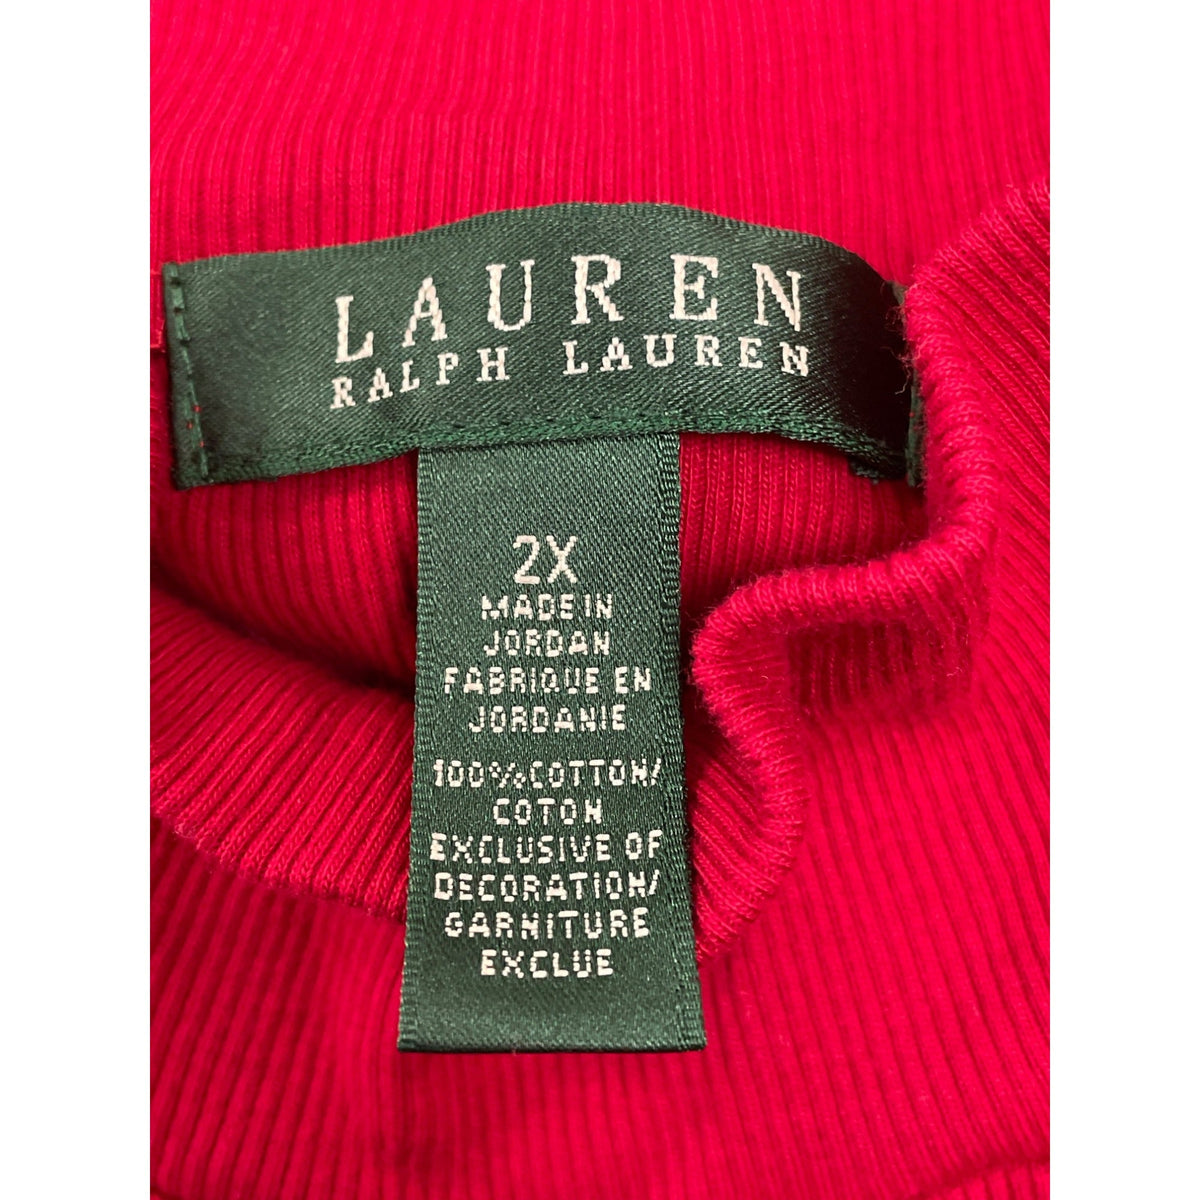 LAUREN
RALPH LAUREN
2X
MADE IN
JORDAN
FABRIQUE EN
JORDANIE
100% COTTON/
COTON
EXCLUSIVE OF
DECORATION/
GARNITURE
EXCLUE